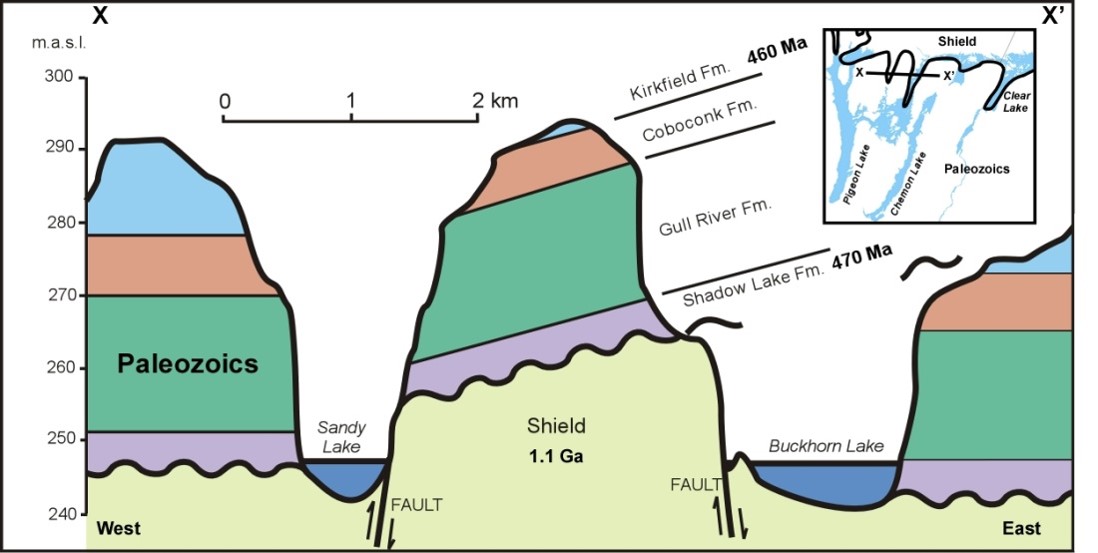 X
X'
m.a.s.l.
300
290
280
270
260
250
240
0 1 2 km
Kirkfield Fm. 460 Ma
Coboconk Fm.
Gull River Fm.
Shadow Lake Fm. 470 Ma
Shield
X X'
Clear
Lake
Pigeon Lake
Chemon Lake
Paleozoics
Paleozoics
Sandy
Lake
Shield
1.1 Ga
Buckhorn Lake
FAULT
FAULT
West
East